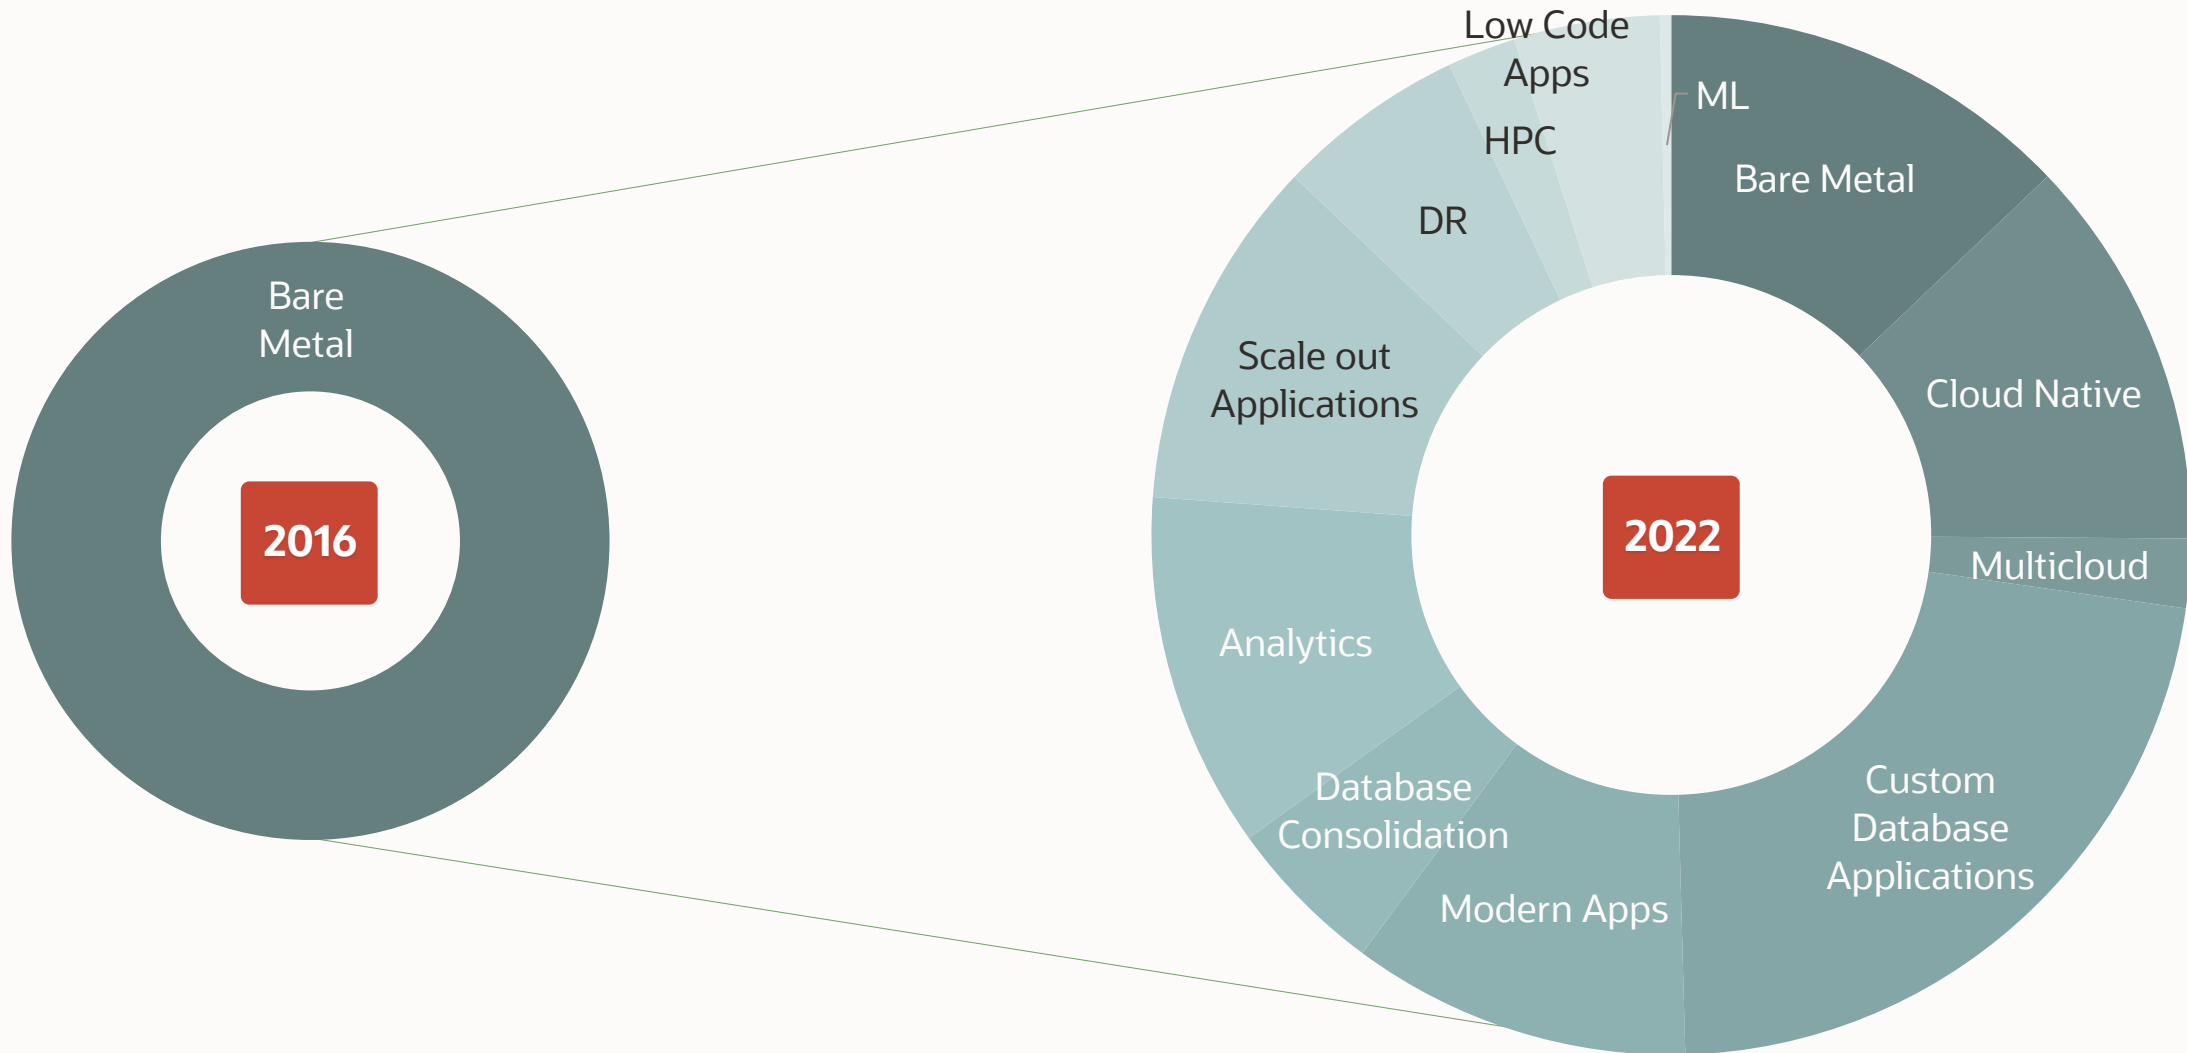 Bare
Metal
2016
Low Code
Apps
ML
HPC
Bare Metal
DR
Scale out
Applications
Cloud Native
2022
Multicloud
Analytics
Database
Consolidation
Custom
Database
Applications
Modern Apps